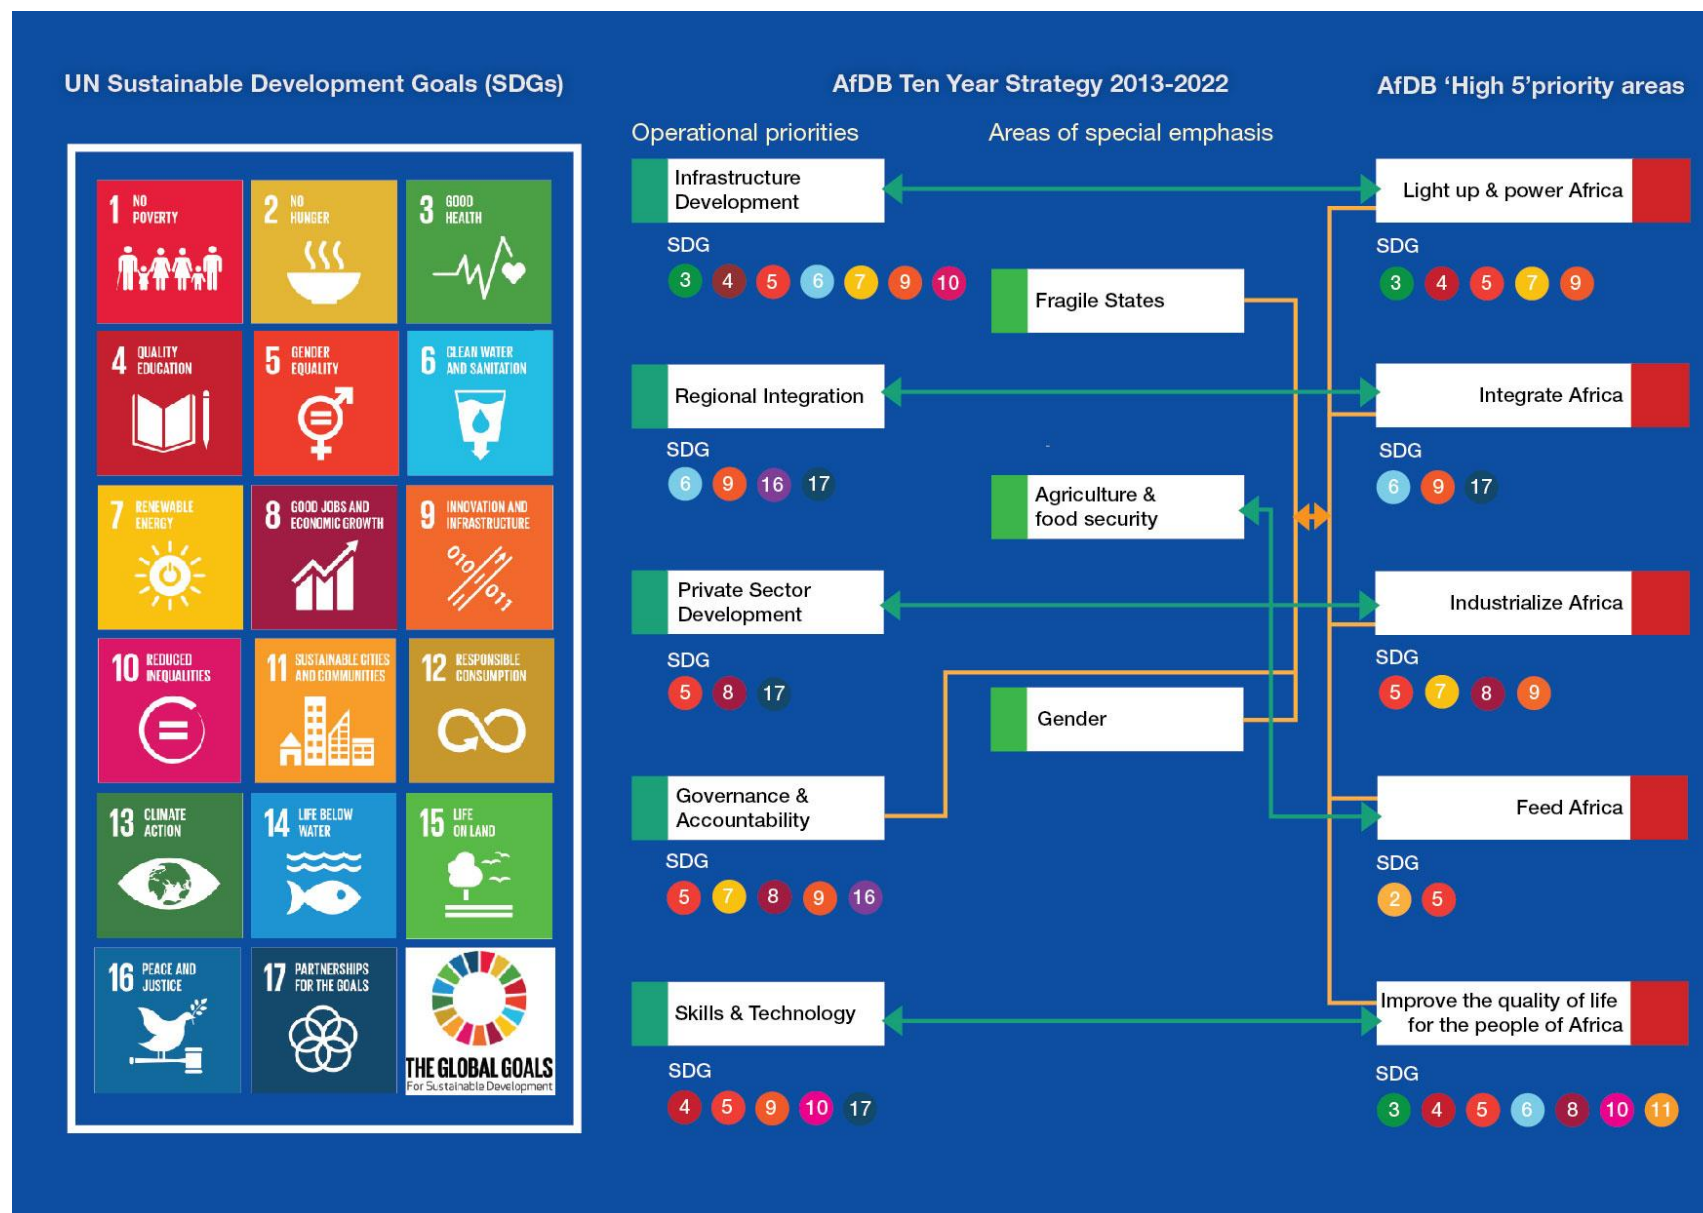 UN Sustainable Development Goals (SDGs)
1 NO
POVERTY
2 NO
HUNGER
3 GOOD
HEALTH
4 QUALITY
EDUCATION
5 GENDER
EQUALITY
6 CLEAN WATER
AND SANITATION
7 RENEWABLE
ENERGY
8 GOOD JOBS AND
ECONOMIC GROWTH
9 INNOVATION AND
INFRASTRUCTURE
010
011
10 REDUCED
INEQUALITIES
11 SUSTAINABLE CITIES
AND COMMUNITIES
12 RESPONSIBLE
CONSUMPTION
13 CLIMATE
ACTION
14 LIFE BELOW
WATER
15 LIFE
ON LAND
16 PEACE AND
JUSTICE
17 PARTNERSHIPS
FOR THE GOALS
THE GLOBAL GOALS
For Sustainable Development
AfDB Ten Year Strategy 2013-2022
Operational priorities
Infrastructure
Development
SDG
3 4 5 6 7 9 10
Regional Integration
SDG
6 9 16 17
Private Sector
Development
SDG
5 8 17
Governance &
Accountability
SDG
5 7 8 9 16
Skills & Technology
SDG
4 5 9 10 17
Areas of special emphasis
Fragile States
Agriculture &
food security
Gender
AfDB ‘High 5’priority areas
Light up & power Africa
SDG
3 4 5 7 9
Integrate Africa
SDG
6 9 17
Industrialize Africa
SDG
5 7 8 9
Feed Africa
SDG
2 5
Improve the quality of life
for the people of Africa
SDG
3 4 5 6 8 10 11